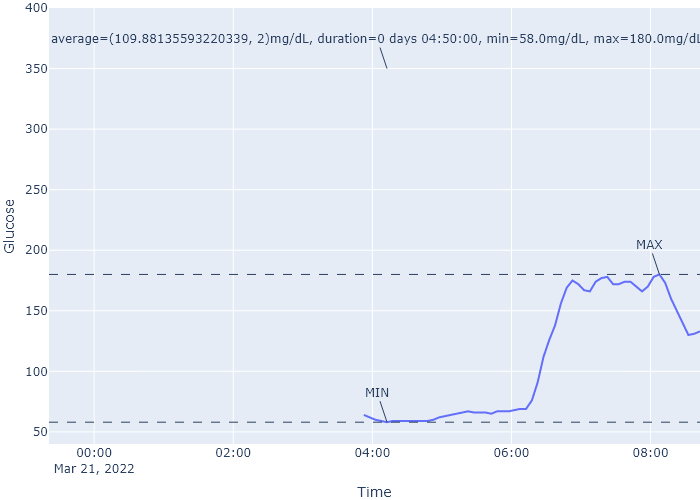 400
average=(109.88135593220339, 2)mg/dL, duration=0 days 04:50:00, min=58.0mg/dL, max=180.0mg/dL
350
300
250
200
150
100
50
Glucose
MAX
MIN
00:00
02:00
04:00
06:00
08:00
Mar 21, 2022
Time